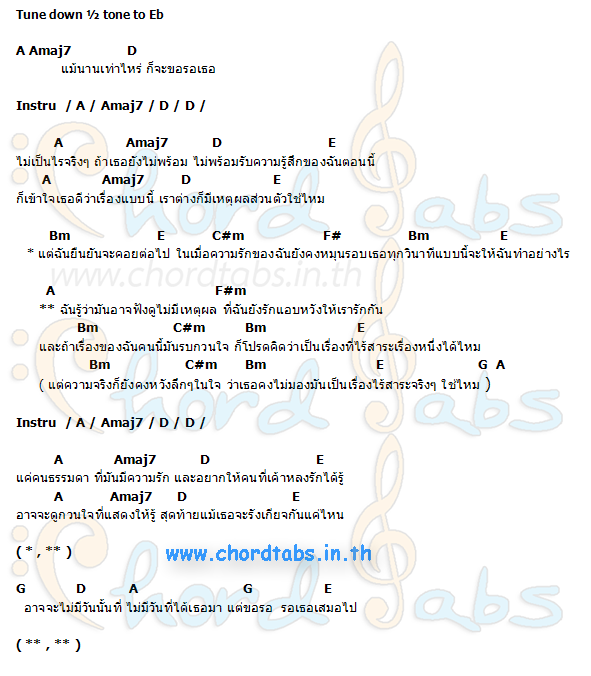 Tune down ½ tone to Eb
A Amaj7 D
แม้นานเท่าไหร่ ก็จะขอรอเธอ
Instru / A / Amaj7 / D / D /
A Amaj7 D E
ไม่เป็นไรจริงๆ ถ้าเธอยังไม่พร้อม ไม่พร้อมรับความรู้สึกของฉันตอนนี้
A Amaj7 D E
ก็เข้าใจเธอดีว่าเรื่องแบบนี้ เราต่างก็มีเหตุผลส่วนตัวใช่ไหม
Bm E C#m F# Bm E
* แต่ฉันยืนยันจะคอยต่อไป ในเมื่อความรักของฉันยังคงหมุนรอบเธอทุกวินาทีแบบนี้จะให้ฉันทำอย่างไร
www.chordtabs.in.th
A F#m
** ฉันรู้ว่ามันอาจฟังดูไม่มีเหตุผล ที่ฉันยังรักแอบหวังให้เรารักกัน
Bm C#m Bm E
และถ้าเรื่องของฉันคนนี้มันรบกวนใจ ก็โปรดคิดว่าเป็นเรื่องที่ไร้สาระเรื่องหนึ่งได้ไหม
Bm C#m Bm E G A
( แต่ความจริงก็ยังคงหวังลึกๆในใจ ว่าเธอคงไม่มองมันเป็นเรื่องไร้สาระจริงๆ ใช่ไหม )
Instru / A / Amaj7 / D / D /
A Amaj7 D E
แค่คนธรรมดา ที่มันมีความรัก และอยากให้คนที่เค้าหลงรักได้รู้
A Amaj7 D E
อาจจะดูกวนใจที่แสดงให้รู้ สุดท้ายแม้เธอจะรังเกียจกันแค่ไหน
( * , ** )
www.chordtabs.in.th
G D A G E
อาจจะไม่มีวันนั้นที่ ไม่มีวันที่ได้เธอมา แต่ขอรอ รอเธอเสมอไป
( ** , ** )
Chord Tabs